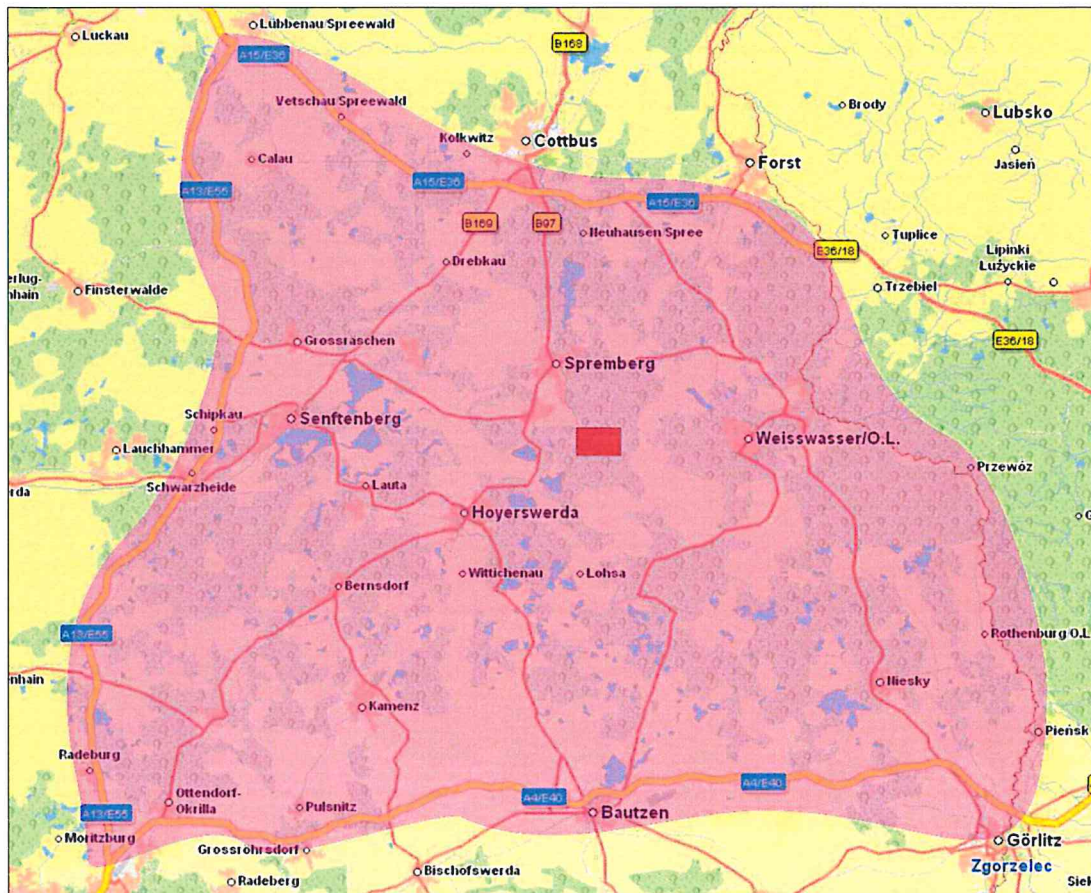 Lübbenau Spreewald
Luckau
B168
A15/E36
Brody
Vetschau Spreewald
Lubsko
Cottbus
Kolkwitz
Jasień
Calau
Forst
A15/E36
A13/E55
A15/E36
B169
B97
Neuhausen Spree
Tuplice
E36/18
Lipinki
Łużyckie
Drebkau
Finsterwalde
Trzebiel
E36/18
Grossräschen
Spremberg
Schipkau
Senftenberg
Weisswasser/O.L.
Lauchhammer
Przewóz
Schwarzheide
Lauta
Hoyerswerda
Wittichenau
Lohsa
Bernsdorf
A13/E55
Rothenburg/O.L
Niesky
Kamenz
Pieńsk
Radeburg
A4/E40
A4/E40
Ottendorf-
Okrilla
Pulsnitz
A13/E55
Bautzen
Moritzburg
Görlitz
Grossröhrsdorf
Zgorzelec
Bischofswerda
Radeberg